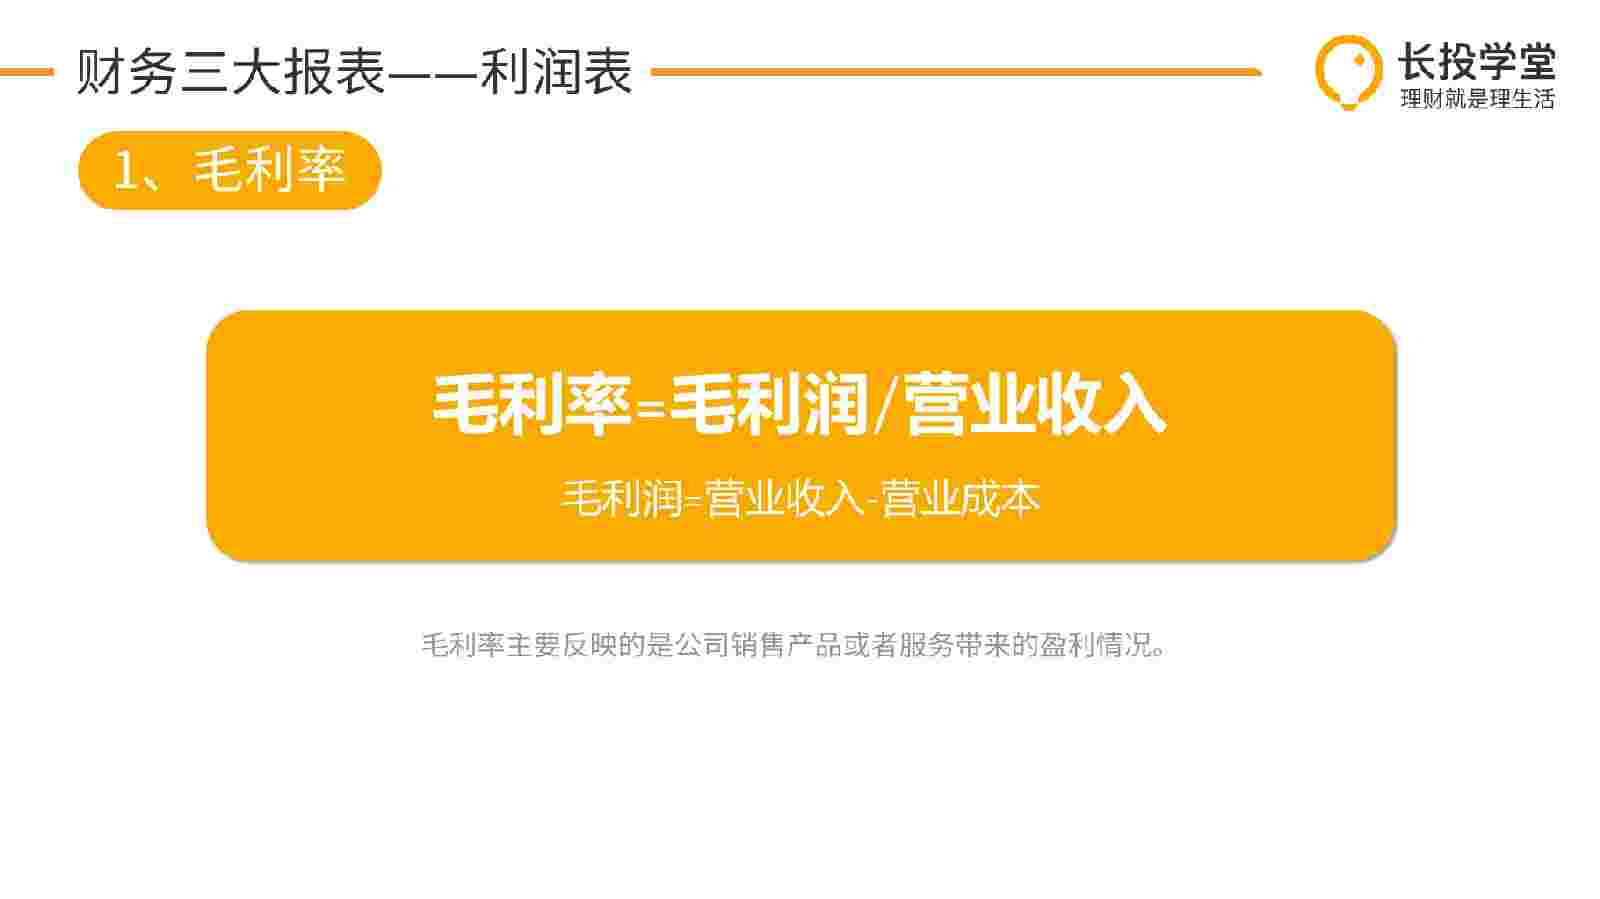 财务三大报表——利润表
长投学堂
理财就是理生活
1、毛利率
毛利率=毛利润/营业收入
毛利润=营业收入-营业成本
毛利率主要反映的是公司销售产品或者服务带来的盈利情况。